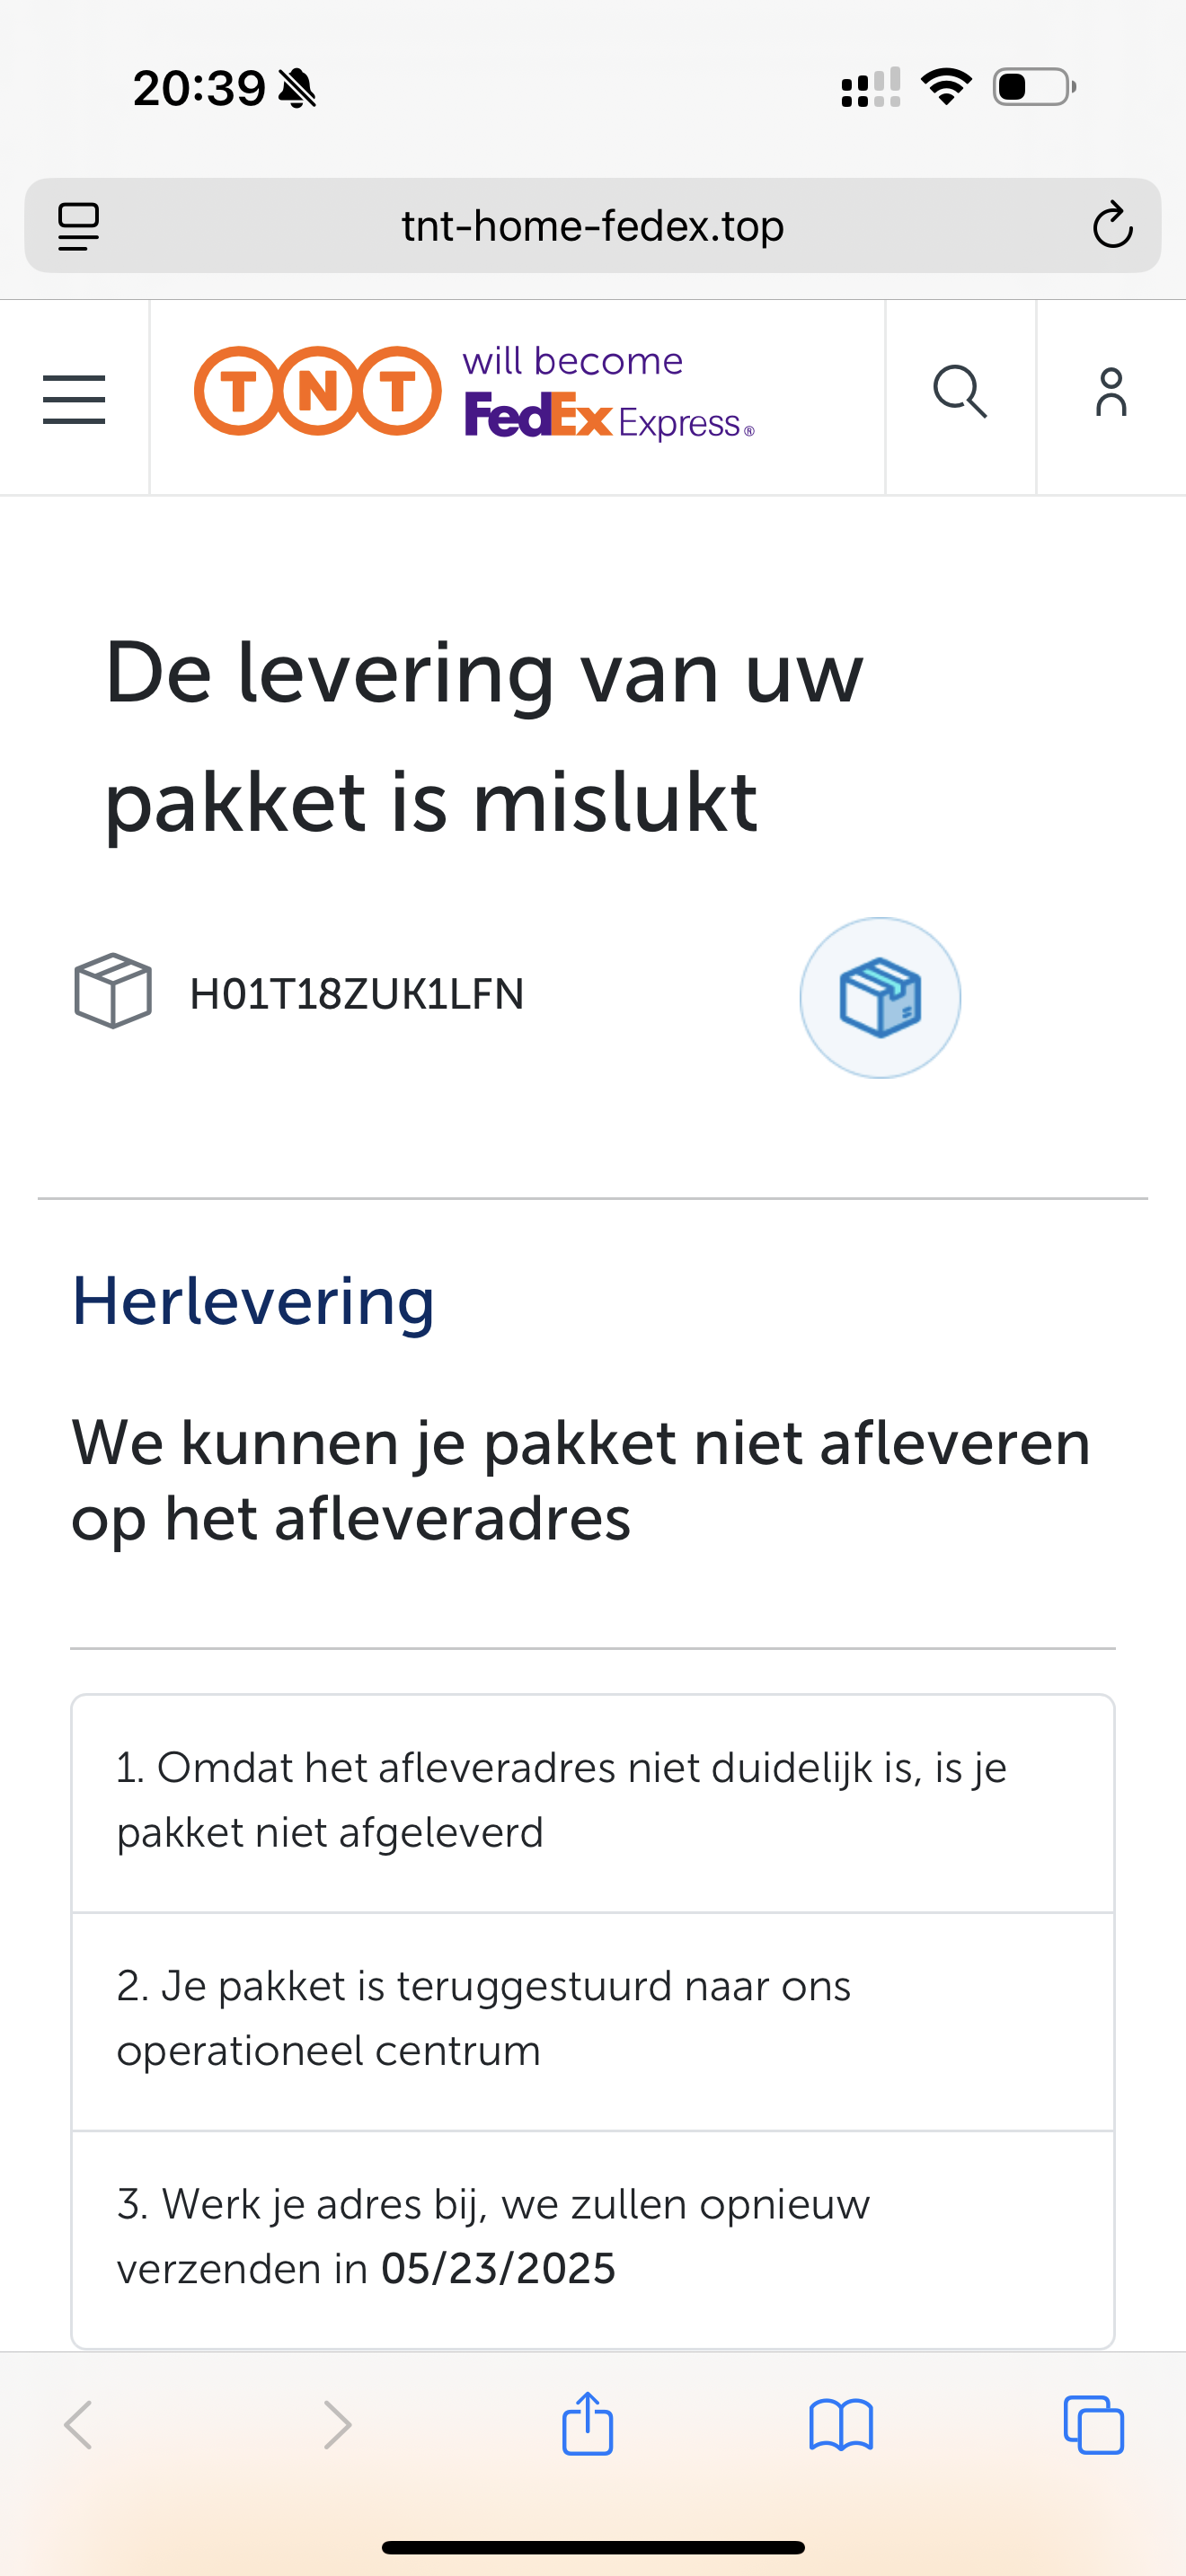 20:39
tnt-home-fedex.top
TNT will become
FedEx Express®
De levering van uw
pakket is mislukt
H01T18ZUK1LFN
Herlevering
We kunnen je pakket niet afleveren
op het afleveradres
1. Omdat het afleveradres niet duidelijk is, is je
pakket niet afgeleverd
2. Je pakket is teruggestuurd naar ons
operationeel centrum
3. Werk je adres bij, we zullen opnieuw
verzenden in 05/23/2025